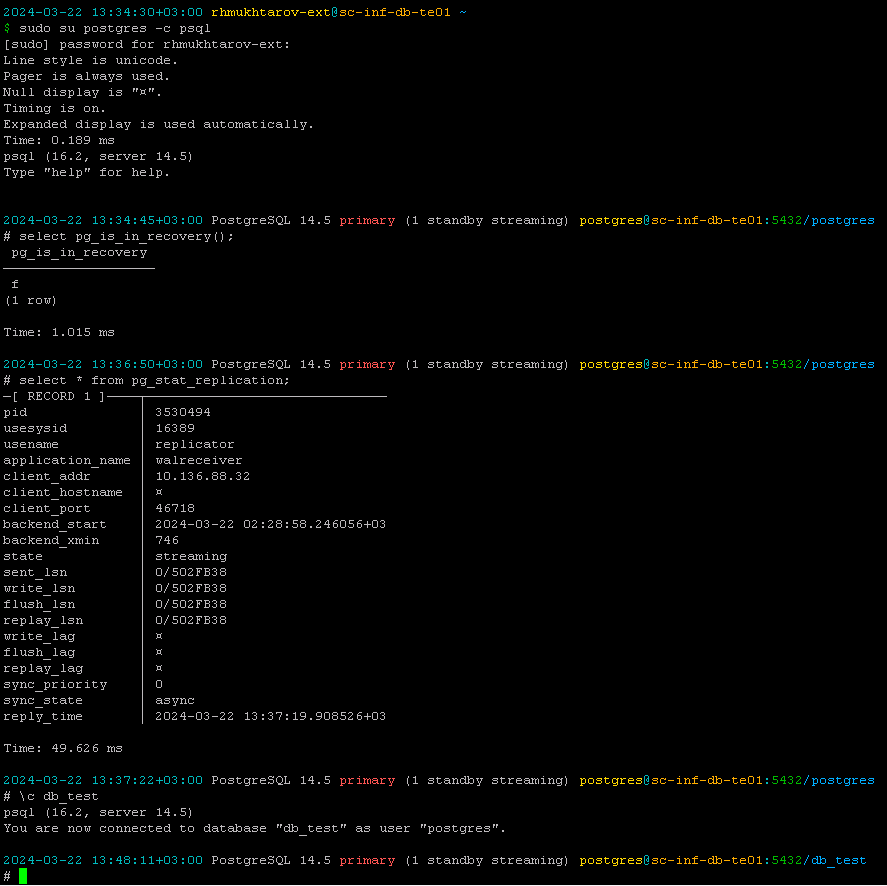 2024-03-22 13:34:30+03:00 rhmukhtarov-ext@sc-inf-db-te01 ~
$ sudo su postgres -c psql
[sudo] password for rhmukhtarov-ext:
Line style is unicode.
Pager is always used.
Null display is "¤".
Timing is on.
Expanded display is used automatically.
Time: 0.189 ms
psql (16.2, server 14.5)
Type "help" for help.
2024-03-22 13:34:45+03:00 PostgreSQL 14.5 primary (1 standby streaming) postgres@sc-inf-db-te01:5432/postgres
# select pg_is_in_recovery();
pg_is_in_recovery
f
(1 row)
Time: 1.015 ms
2024-03-22 13:36:50+03:00 PostgreSQL 14.5 primary (1 standby streaming) postgres@sc-inf-db-te01:5432/postgres
# select * from pg_stat_replication;
─[ RECORD 1 ]────┬───────────────────────────────
pid │ 3530494
usesysid │ 16389
usename │ replicator
application_name │ walreceiver
client_addr │ 10.136.88.32
client_hostname │ ¤
client_port │ 46718
backend_start │ 2024-03-22 02:28:58.246056+03
backend_xmin │ 746
state │ streaming
sent_lsn │ 0/502FB38
write_lsn │ 0/502FB38
flush_lsn │ 0/502FB38
replay_lsn │ 0/502FB38
write_lag │ ¤
flush_lag │ ¤
replay_lag │ ¤
sync_priority │ 0
sync_state │ async
reply_time │ 2024-03-22 13:37:19.908526+03
Time: 49.626 ms
2024-03-22 13:37:22+03:00 PostgreSQL 14.5 primary (1 standby streaming) postgres@sc-inf-db-te01:5432/postgres
# \c db_test
psql (16.2, server 14.5)
You are now connected to database "db_test" as user "postgres".
2024-03-22 13:48:11+03:00 PostgreSQL 14.5 primary (1 standby streaming) postgres@sc-inf-db-te01:5432/db_test
#